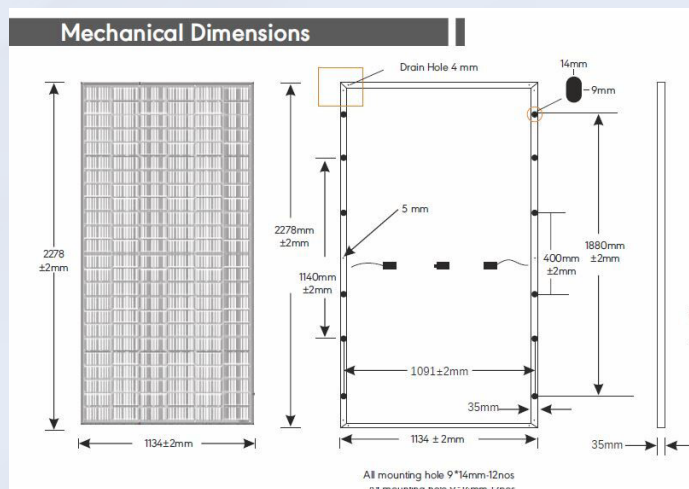 Mechanical Dimensions
Drain Hole 4 mm
14mm
9mm
5 mm
2278
±2mm
2278mm
±2mm
1140mm
±2mm
400mm
±2mm
1880mm
±2mm
1091±2mm
35mm
35mm
1134±2mm
1134 ±2mm
All mounting hole 9*14mm-12nos